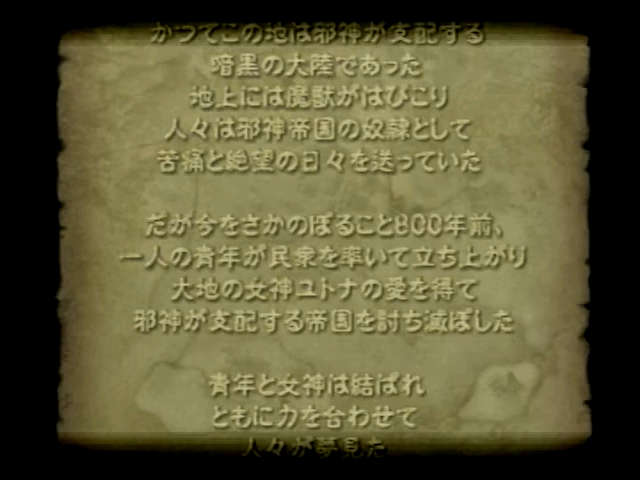 かつてこの地は邪神が支配する
暗黒の大陸であった
地上には魔獣がはびこり
人々は邪神帝国の奴隷として
苦痛と絶望の日々を送っていた
だが今をさかのぼること800年前、
一人の青年が民衆を率いて立ち上がり
大地の女神ユトナの愛を得て
邪神が支配する帝国を討ち滅ぼした
青年と女神は結ばれ
ともに力を合わせて
人々が夢見た